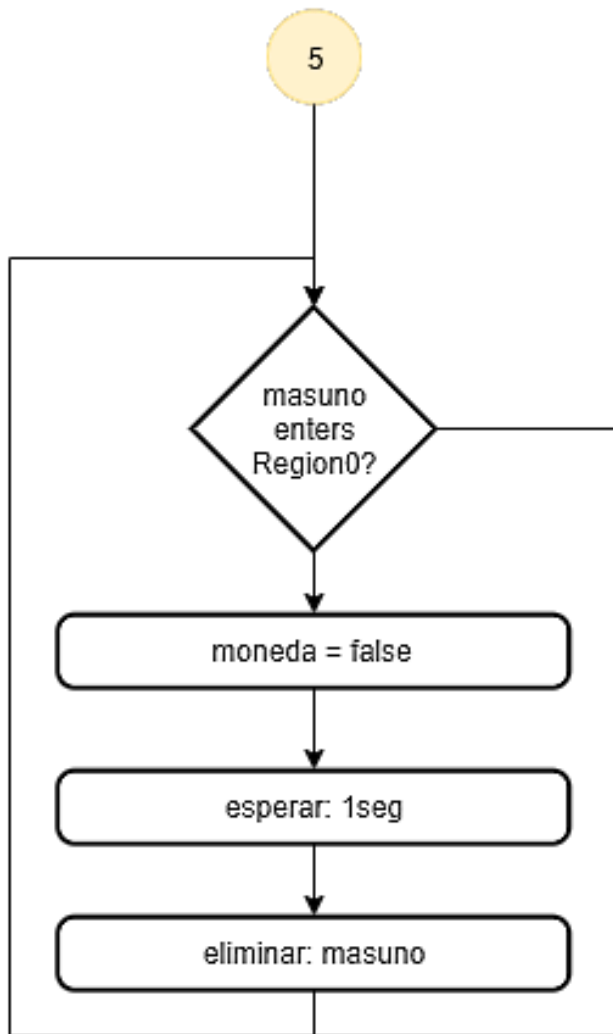 5
masuno
enters
Region0?
moneda = false
esperar: 1seg
eliminar: masuno